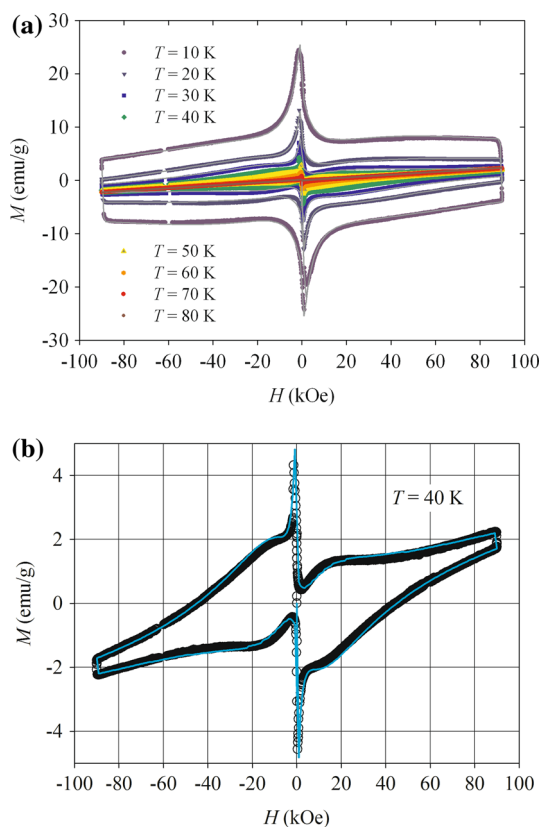 (a)
30
20
10
0
-10
-20
-30
M (emu/g)
T = 10 K
T = 20 K
T = 30 K
T = 40 K
T = 50 K
T = 60 K
T = 70 K
T = 80 K
-100 -80 -60 -40 -20 0 20 40 60 80 100
H (kOe)
(b)
4
2
0
-2
-4
M (emu/g)
T = 40 K
-100 -80 -60 -40 -20 0 20 40 60 80 100
H (kOe)